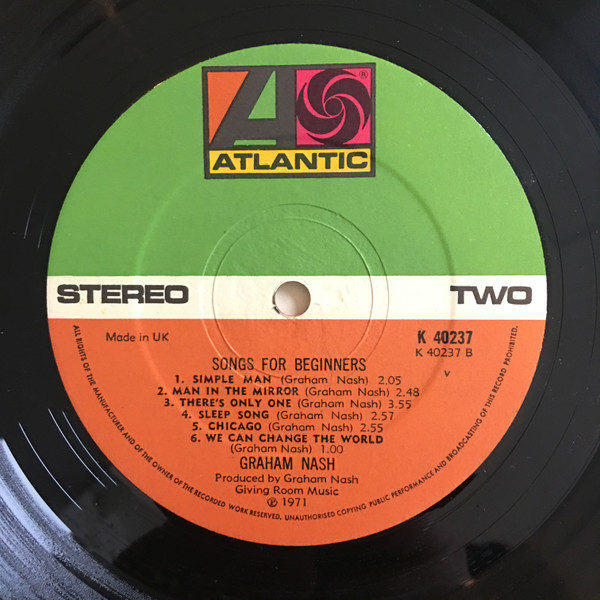 ®
ATLANTIC
STEREO TWO
Made in UK
K 40237
K 40237 B
V
SONGS FOR BEGINNERS
1. SIMPLE MAN (Graham Nash) 2.05
2. MAN IN THE MIRROR (Graham Nash) 2.48
3. THERE'S ONLY ONE (Graham Nash) 3.55
4. SLEEP SONG (Graham Nash) 2.57
5. CHICAGO (Graham Nash) 2.55
6. WE CAN CHANGE THE WORLD
(Graham Nash) 1.00
GRAHAM NASH
Produced by Graham Nash
Giving Room Music
℗ 1971
ALL RIGHTS OF THE MANUFACTURER AND OF THE OWNER OF THE RECORDED WORK RESERVED. UNAUTHORISED COPYING PUBLIC PERFORMANCE AND BROADCASTING OF THIS RECORD PROHIBITED.